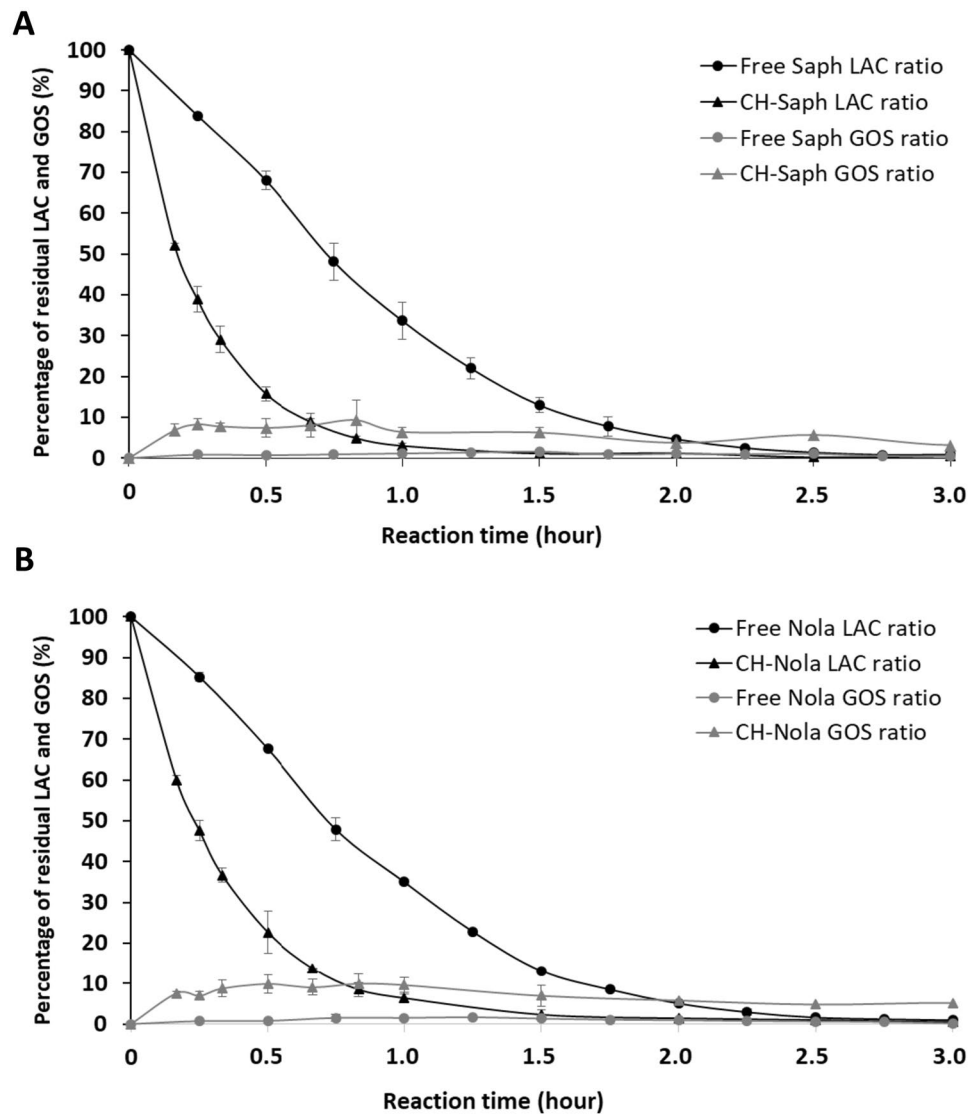 A
Percentage of residual LAC and GOS (%)
100
90
80
70
60
50
40
30
20
10
0
Free Saph LAC ratio
CH-Saph LAC ratio
Free Saph GOS ratio
CH-Saph GOS ratio
0 0.5 1.0 1.5 2.0 2.5 3.0
Reaction time (hour)
B
Percentage of residual LAC and GOS (%)
100
90
80
70
60
50
40
30
20
10
0
Free Nola LAC ratio
CH-Nola LAC ratio
Free Nola GOS ratio
CH-Nola GOS ratio
0 0.5 1.0 1.5 2.0 2.5 3.0
Reaction time (hour)